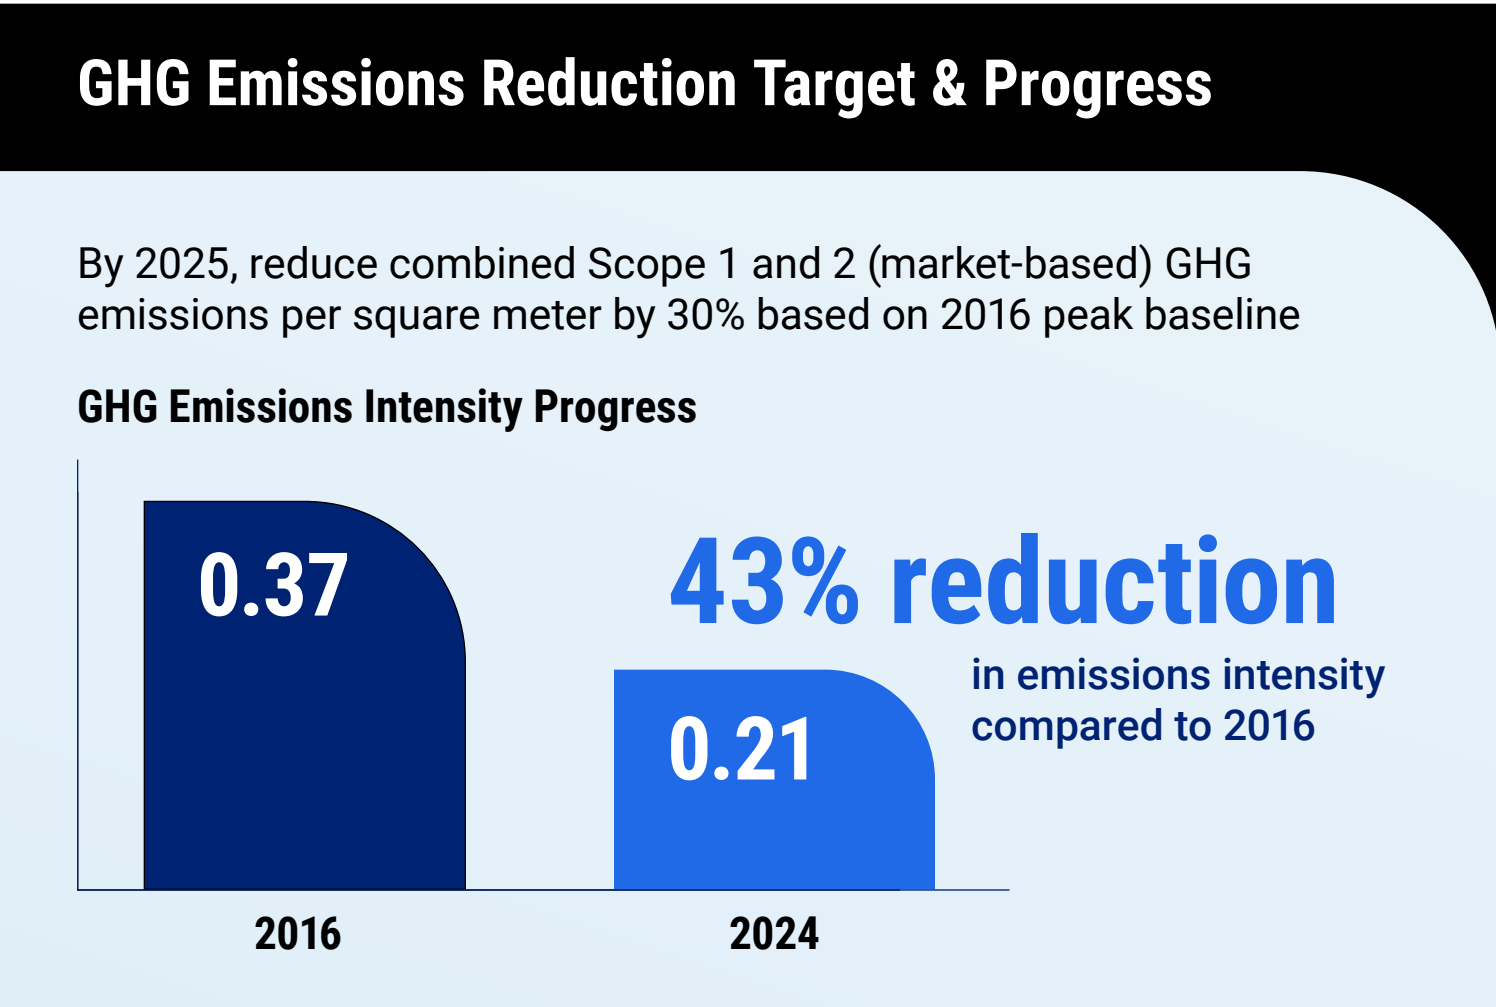 GHG Emissions Reduction Target & Progress
By 2025, reduce combined Scope 1 and 2 (market-based) GHG
emissions per square meter by 30% based on 2016 peak baseline
GHG Emissions Intensity Progress
0.37
43% reduction
in emissions intensity
compared to 2016
0.21
2016
2024